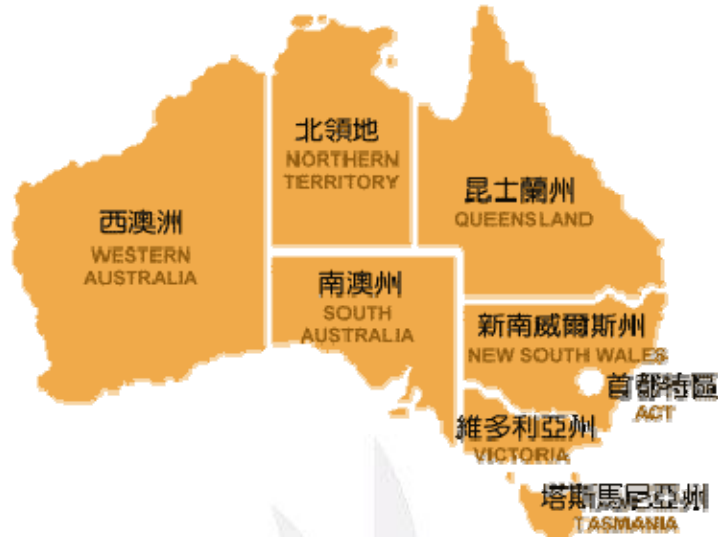 北領地
NORTHERN
TERRITORY
昆士蘭州
QUEENSLAND
西澳洲
WESTERN
AUSTRALIA
南澳州
SOUTH
AUSTRALIA
新南威爾斯州
NEW SOUTH WALES
首都特區
ACT
維多利亞州
VICTORIA
塔斯馬尼亞州
TASMANIA